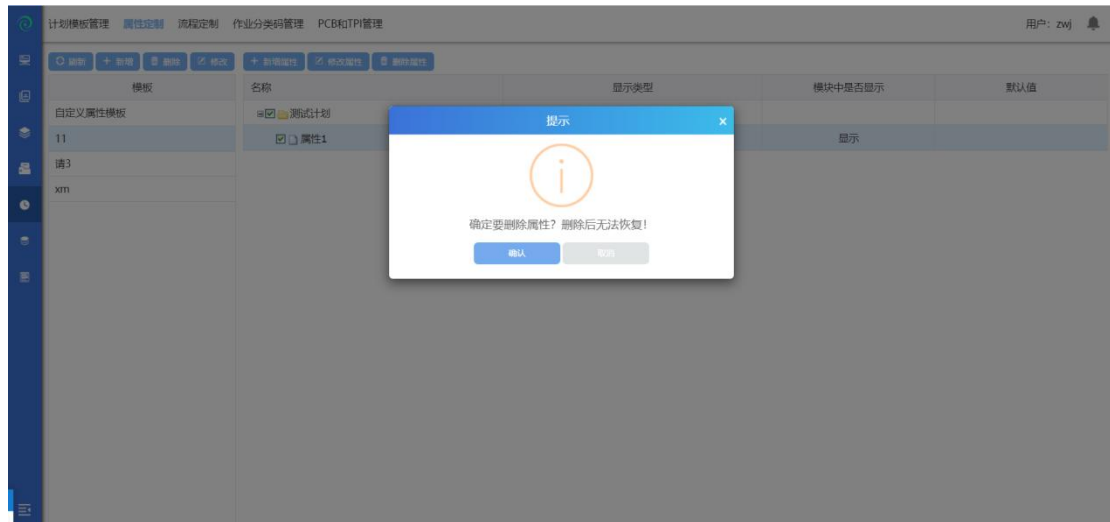 计划模板管理 属性定制 流程定制 作业分类码管理 PCB和TPI管理 用户：zwj
刷新 新增 删除 修改 新增属性 修改属性 删除属性
模板 名称 显示类型 模块中是否显示 默认值
自定义属性模板 测试计划
11 属性1 显示
请3
xm
提示
确定要删除属性？删除后无法恢复！
确认 取消